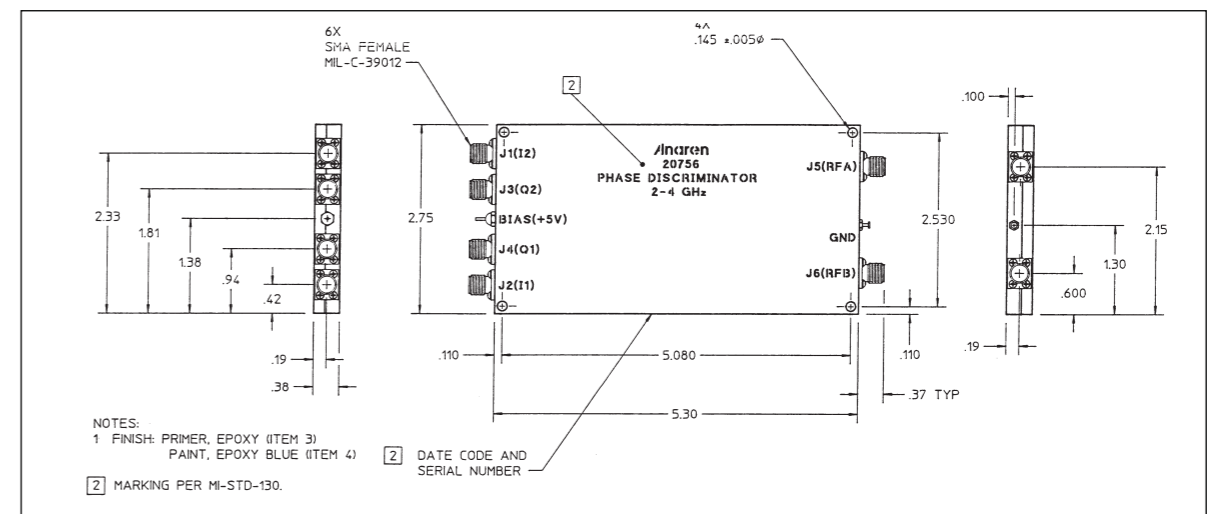 6X
SMA FEMALE
MIL-C-39012
4X
.145 ±.005ø
2
.100
Anaren
20756
PHASE DISCRIMINATOR
2-4 GHz
J1(I2)
J3(Q2)
BIAS(+5V)
J4(Q1)
J2(I1)
J5(RFA)
GND
J6(RFB)
2.33
1.81
1.38
.94
.42
2.75
2.530
2.15
1.30
.600
.19
.38
.110
5.080
.110
.19
.37 TYP
5.30
NOTES:
1 FINISH: PRIMER, EPOXY (ITEM 3)
PAINT, EPOXY BLUE (ITEM 4)
2 DATE CODE AND
SERIAL NUMBER
2 MARKING PER MI-STD-130.